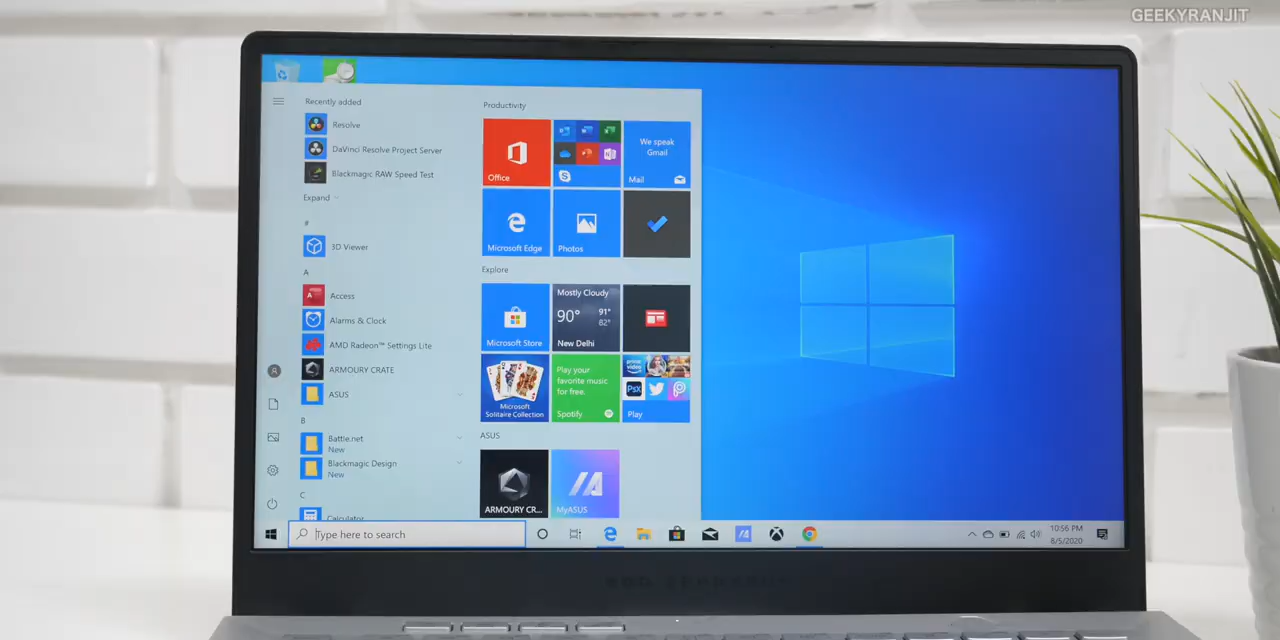 GEEKYRANJIT
Recently added
Resolve
DaVinci Resolve Project Server
Blackmagic RAW Speed Test
Expand
#
3D Viewer
A
Access
Alarms & Clock
AMD Radeon™ Settings Lite
ARMOURY CRATE
ASUS
B
Battle.net
New
Blackmagic Design
New
C
Calculator
Productivity
Office
We speak
Gmail
Mail
Microsoft Edge
Photos
Explore
Microsoft Store
Mostly Cloudy
90° 91°
82°
New Delhi
Microsoft
Solitaire Collection
Play your
favorite music
for free.
Spotify
prime
video
Play
ASUS
ARMOURY CR...
MyASUS
Type here to search
10:56 PM
8/5/2020